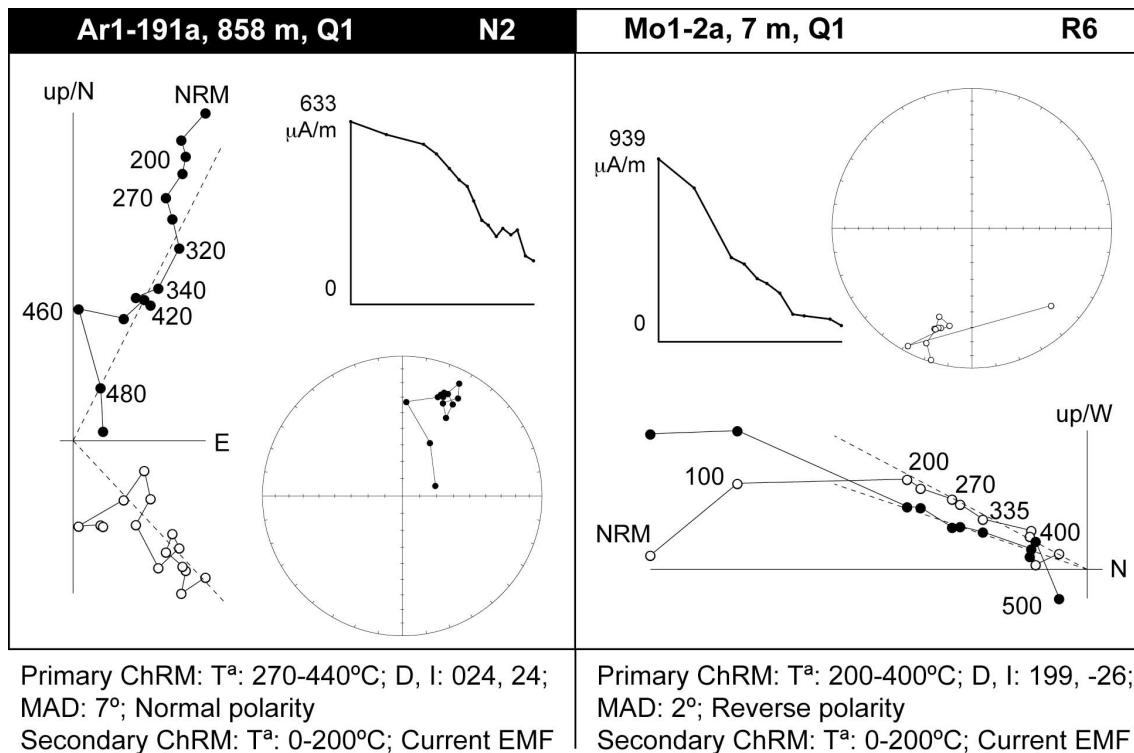 Ar1-191a, 858 m, Q1 N2
up/N
NRM
200
270
320
340
420
460
480
E
633
µA/m
0
Primary ChRM: Tª: 270-440ºC; D, I: 024, 24;
MAD: 7º; Normal polarity
Secondary ChRM: Tª: 0-200ºC; Current EMF
Mo1-2a, 7 m, Q1 R6
939
µA/m
0
up/W
100
200
270
335
400
NRM
N
500
Primary ChRM: Tª: 200-400ºC; D, I: 199, -26;
MAD: 2º; Reverse polarity
Secondary ChRM: Tª: 0-200ºC; Current EMF